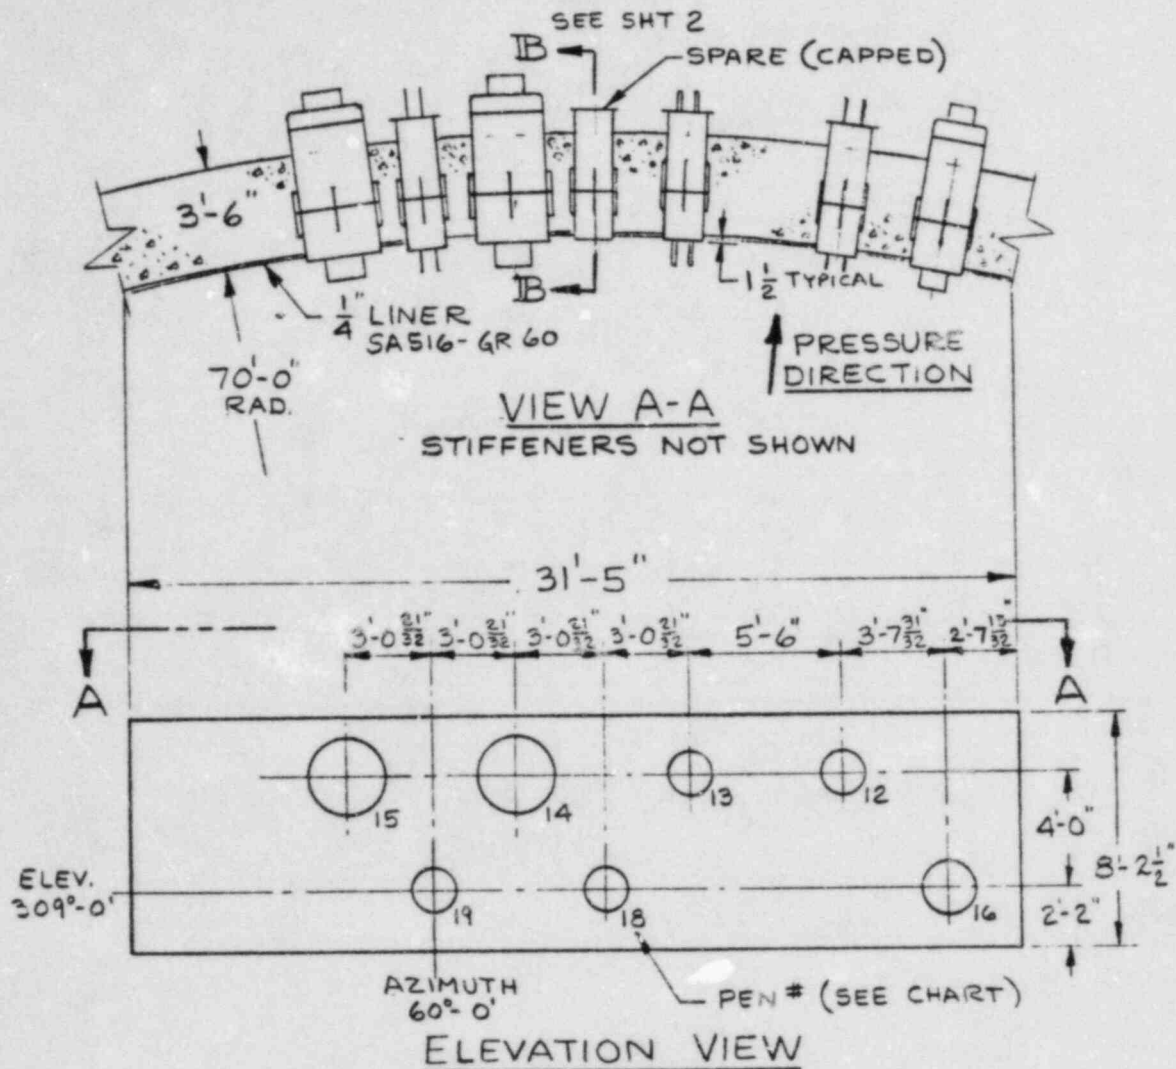 SEE SHT 2
B
SPARE (CAPPED)
3'-6"
B
1 1/2 TYPICAL
1/4" LINER
SA516-GR 60
70'-0"
RAD.
PRESSURE
DIRECTION
VIEW A-A
STIFFENERS NOT SHOWN
31'-5"
3'-0 21/32" 3'-0 21/32" 3'-0 21/32" 3'-0 21/32" 5'-6" 3'-7 31/32" 2'-7 13/32"
A A
15 14 13 12
4'-0"
8'-2 1/2"
ELEV.
309°-0'
19 18 16
2'-2"
AZIMUTH
60°-0'
PEN # (SEE CHART)
ELEVATION VIEW